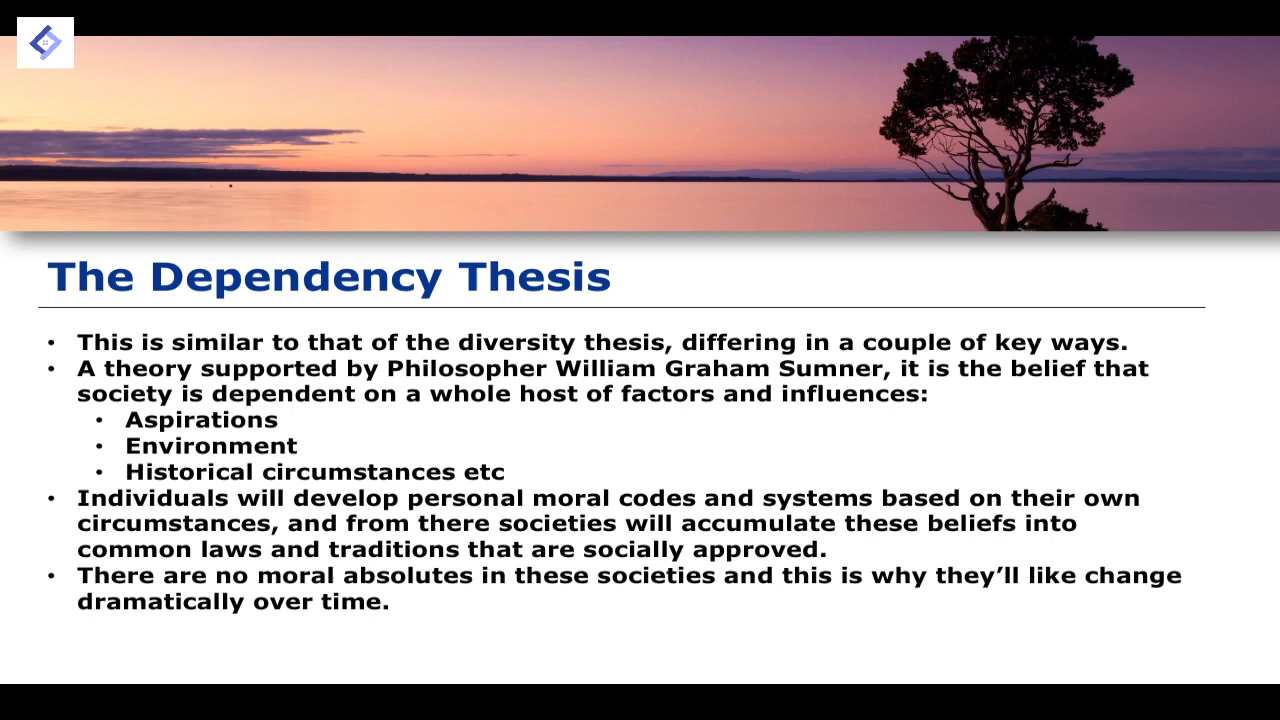 The Dependency Thesis
• This is similar to that of the diversity thesis, differing in a couple of key ways.
• A theory supported by Philosopher William Graham Sumner, it is the belief that
society is dependent on a whole host of factors and influences:
• Aspirations
• Environment
• Historical circumstances etc
• Individuals will develop personal moral codes and systems based on their own
circumstances, and from there societies will accumulate these beliefs into
common laws and traditions that are socially approved.
• There are no moral absolutes in these societies and this is why they’ll like change
dramatically over time.